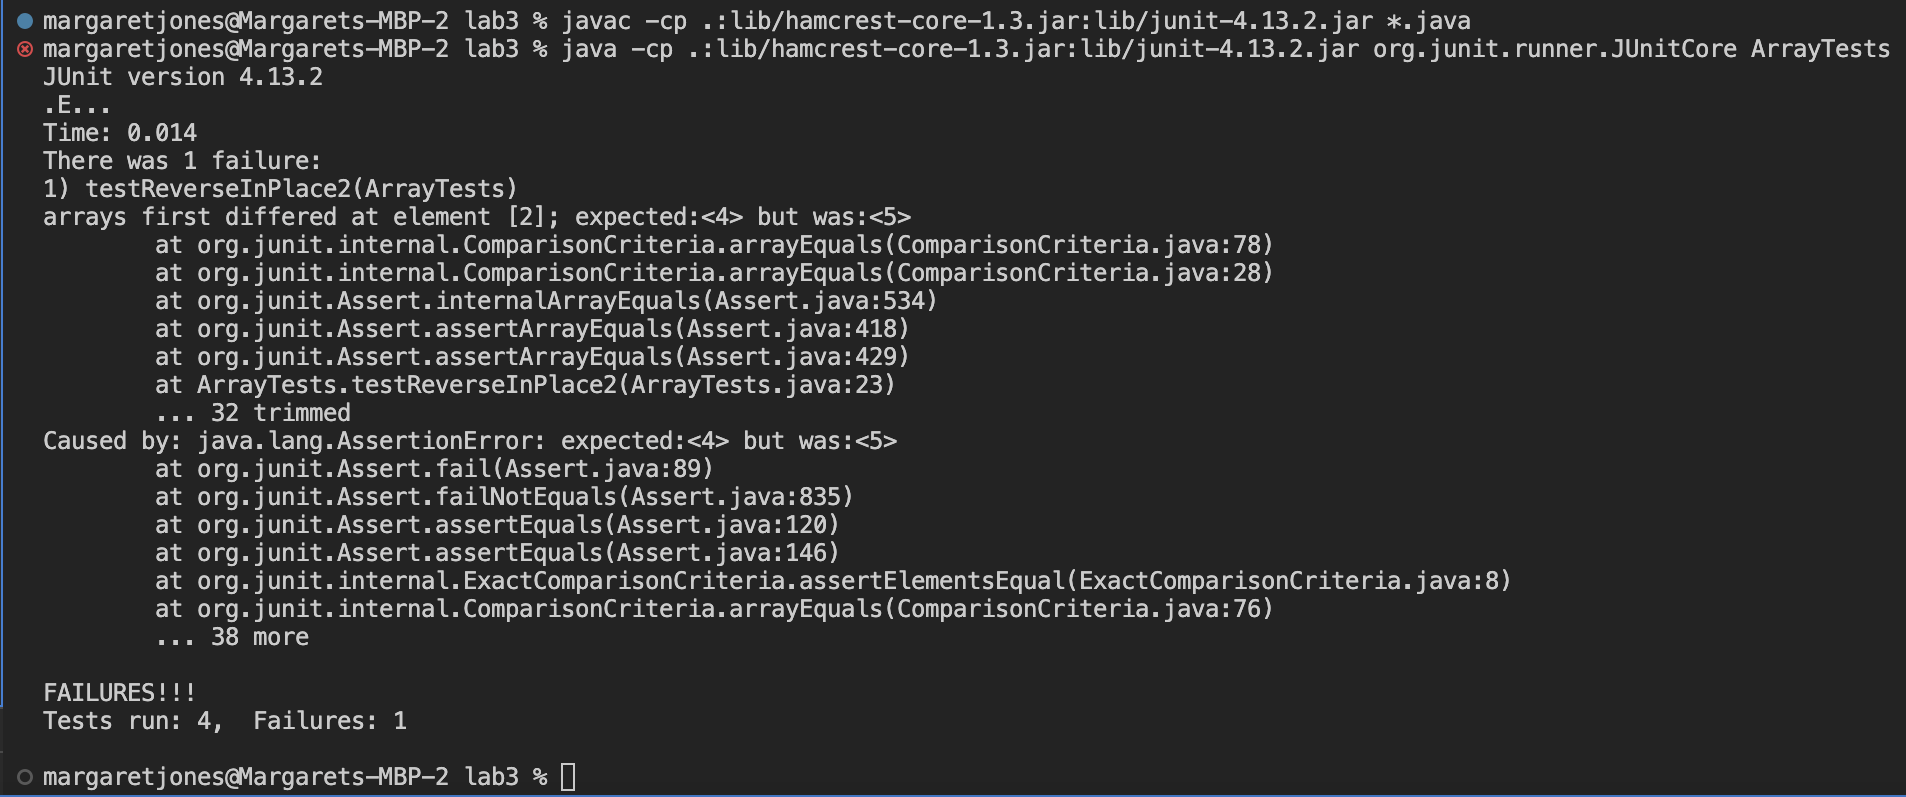 margaretjones@Margarets-MBP-2 lab3 % javac -cp .:lib/hamcrest-core-1.3.jar:lib/junit-4.13.2.jar *.java
margaretjones@Margarets-MBP-2 lab3 % java -cp .:lib/hamcrest-core-1.3.jar:lib/junit-4.13.2.jar org.junit.runner.JUnitCore ArrayTests
JUnit version 4.13.2
.E...
Time: 0.014
There was 1 failure:
1) testReverseInPlace2(ArrayTests)
arrays first differed at element [2]; expected:<4> but was:<5>
        at org.junit.internal.ComparisonCriteria.arrayEquals(ComparisonCriteria.java:78)
        at org.junit.internal.ComparisonCriteria.arrayEquals(ComparisonCriteria.java:28)
        at org.junit.Assert.internalArrayEquals(Assert.java:534)
        at org.junit.Assert.assertArrayEquals(Assert.java:418)
        at org.junit.Assert.assertArrayEquals(Assert.java:429)
        at ArrayTests.testReverseInPlace2(ArrayTests.java:23)
        ... 32 trimmed
Caused by: java.lang.AssertionError: expected:<4> but was:<5>
        at org.junit.Assert.fail(Assert.java:89)
        at org.junit.Assert.failNotEquals(Assert.java:835)
        at org.junit.Assert.assertEquals(Assert.java:120)
        at org.junit.Assert.assertEquals(Assert.java:146)
        at org.junit.internal.ExactComparisonCriteria.assertElementsEqual(ExactComparisonCriteria.java:8)
        at org.junit.internal.ComparisonCriteria.arrayEquals(ComparisonCriteria.java:76)
        ... 38 more

FAILURES!!!
Tests run: 4,  Failures: 1

margaretjones@Margarets-MBP-2 lab3 %